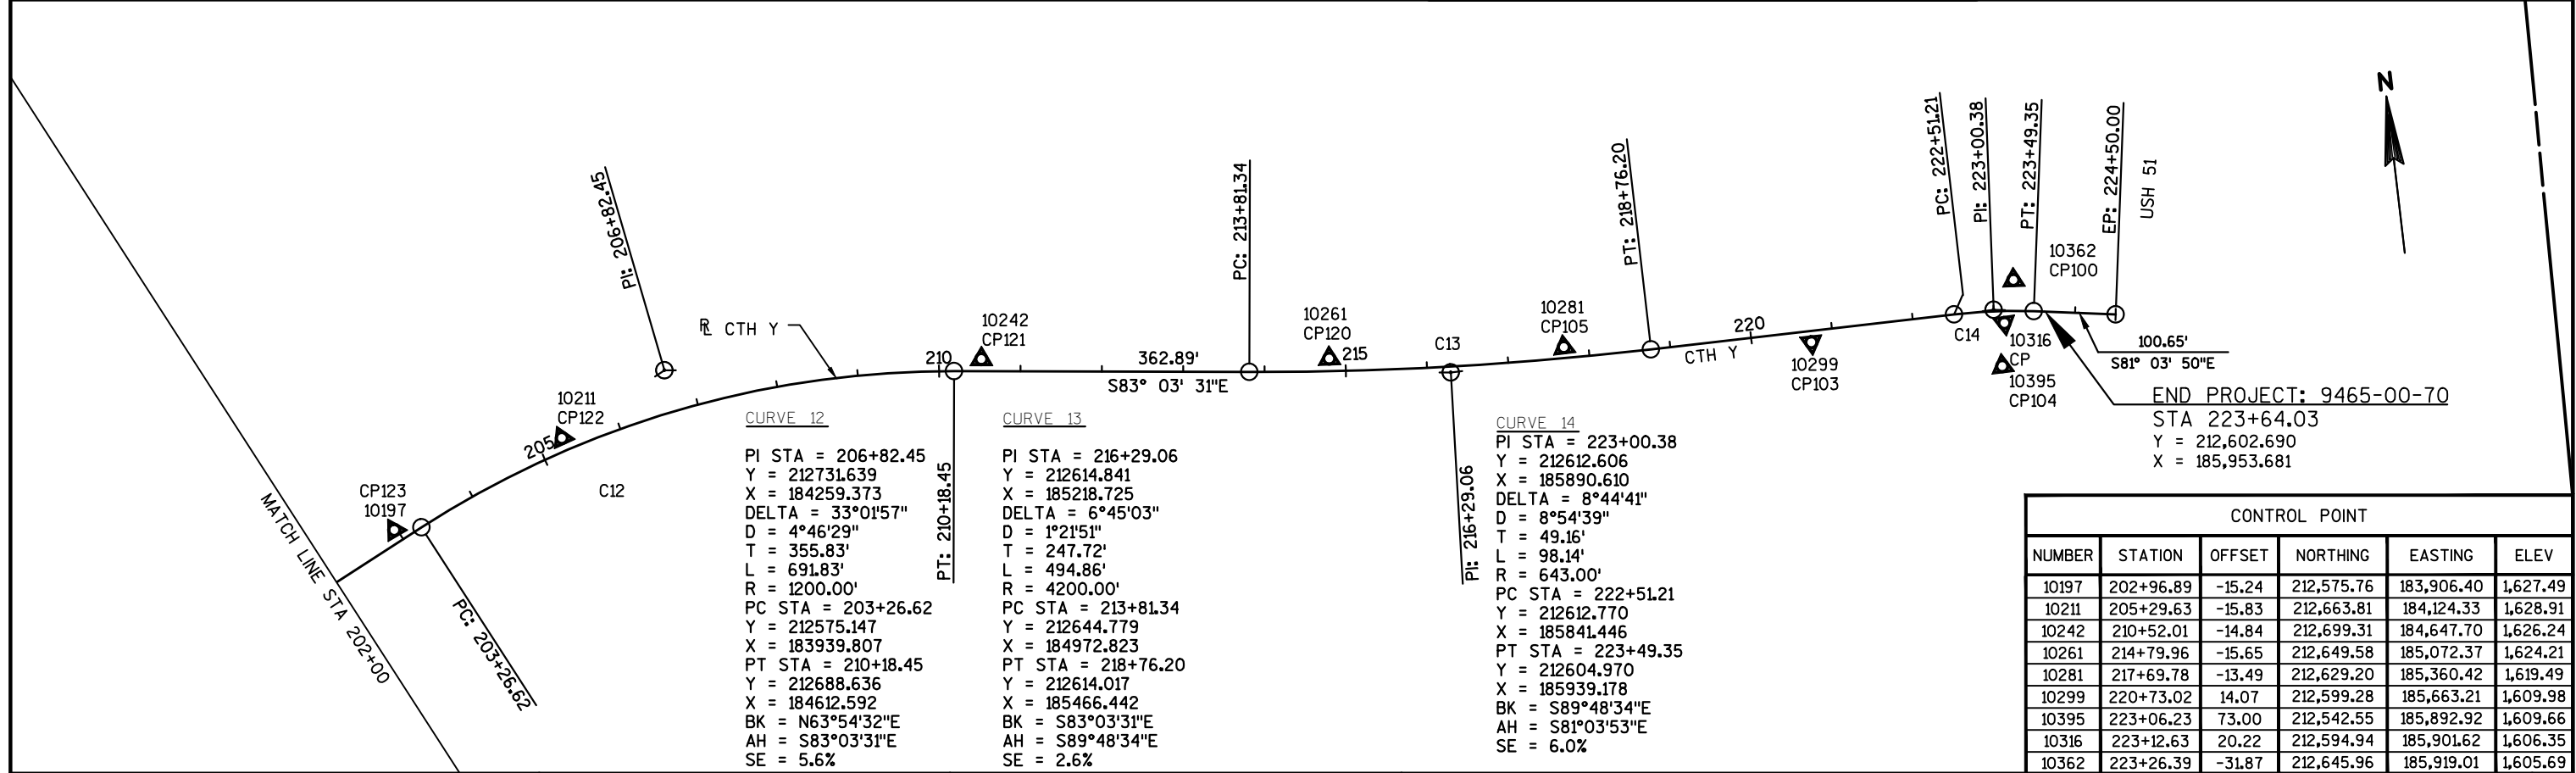 N
PI: 206+82.45
PC: 213+81.34
PT: 218+76.20
PC: 222+51.21
PI: 223+00.38
PT: 223+49.35
EP: 224+50.00
USH 51
10362
CP100
CTH Y
10242
CP121
10261
CP120
10281
CP105
220
210
215
362.89'
S83° 03' 31"E
C13
CTH Y
10299
CP103
C14
10316
CP
10395
CP104
100.65'
S81° 03' 50"E
END PROJECT: 9465-00-70
STA 223+64.03
Y = 212,602.690
X = 185,953.681
10211
CP122
205
CP123
10197
C12
MATCH LINE STA 202+00
PC: 203+26.62
PT: 210+18.45
PI: 216+29.06
CURVE 12
PI STA = 206+82.45
Y = 212731.639
X = 184259.373
DELTA = 33°01'57"
D = 4°46'29"
T = 355.83'
L = 691.83'
R = 1200.00'
PC STA = 203+26.62
Y = 212575.147
X = 183939.807
PT STA = 210+18.45
Y = 212688.636
X = 184612.592
BK = N63°54'32"E
AH = S83°03'31"E
SE = 5.6%
CURVE 13
PI STA = 216+29.06
Y = 212614.841
X = 185218.725
DELTA = 6°45'03"
D = 1°21'51"
T = 247.72'
L = 494.86'
R = 4200.00'
PC STA = 213+81.34
Y = 212644.779
X = 184972.823
PT STA = 218+76.20
Y = 212614.017
X = 185466.442
BK = S83°03'31"E
AH = S89°48'34"E
SE = 2.6%
CURVE 14
PI STA = 223+00.38
Y = 212612.606
X = 185890.610
DELTA = 8°44'41"
D = 8°54'39"
T = 49.16'
L = 98.14'
R = 643.00'
PC STA = 222+51.21
Y = 212612.770
X = 185841.446
PT STA = 223+49.35
Y = 212604.970
X = 185939.178
BK = S89°48'34"E
AH = S81°03'53"E
SE = 6.0%
CONTROL POINT
NUMBER STATION OFFSET NORTHING EASTING ELEV
10197 202+96.89 -15.24 212,575.76 183,906.40 1,627.49
10211 205+29.63 -15.83 212,663.81 184,124.33 1,628.91
10242 210+52.01 -14.84 212,699.31 184,647.70 1,626.24
10261 214+79.96 -15.65 212,649.58 185,072.37 1,624.21
10281 217+69.78 -13.49 212,629.20 185,360.42 1,619.49
10299 220+73.02 14.07 212,599.28 185,663.21 1,609.98
10395 223+06.23 73.00 212,542.55 185,892.92 1,609.66
10316 223+12.63 20.22 212,594.94 185,901.62 1,606.35
10362 223+26.39 -31.87 212,645.96 185,919.01 1,605.69